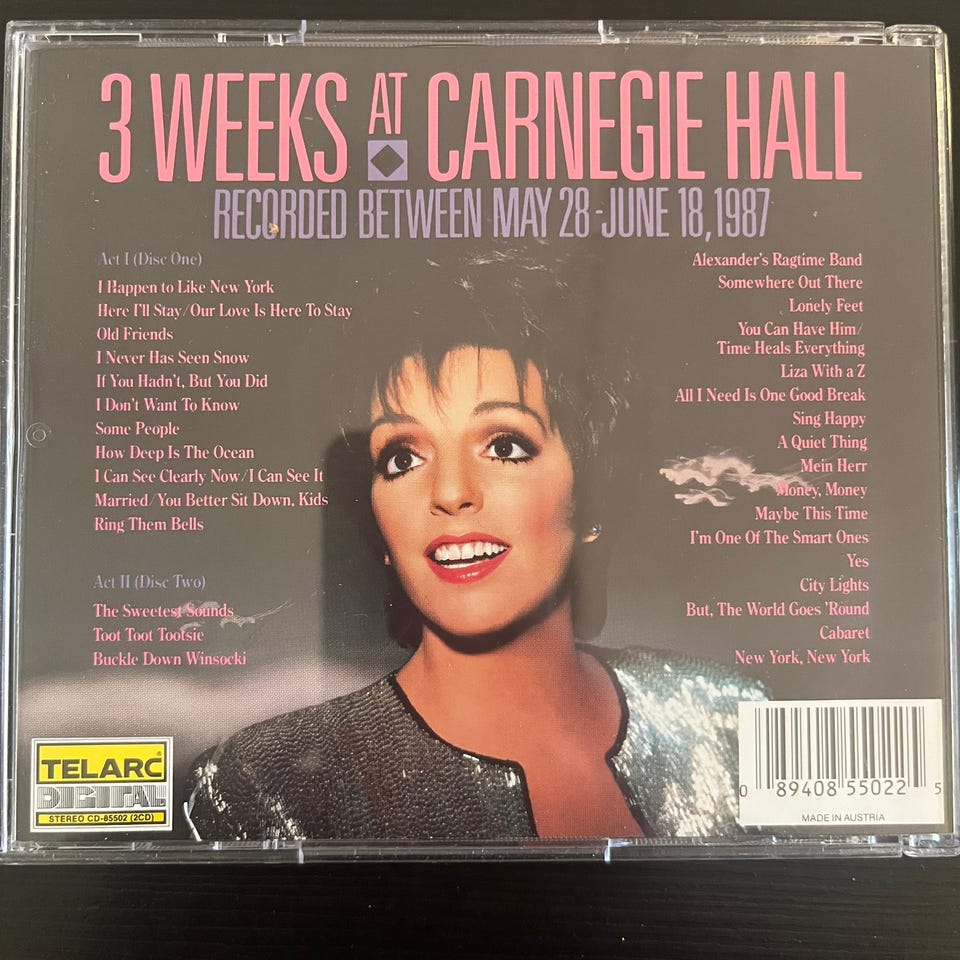 3 WEEKS AT CARNEGIE HALL
RECORDED BETWEEN MAY 28-JUNE 18, 1987
Act I (Disc One)
I Happen to Like New York
Here I'll Stay/Our Love Is Here To Stay
Old Friends
I Never Has Seen Snow
If You Hadn't, But You Did
I Don't Want To Know
Some People
How Deep Is The Ocean
I Can See Clearly Now/I Can See It
Married/You Better Sit Down, Kids
Ring Them Bells
Act II (Disc Two)
The Sweetest Sounds
Toot Toot Tootsie
Buckle Down Winsocki
Alexander's Ragtime Band
Somewhere Out There
Lonely Feet
You Can Have Him/
Time Heals Everything
Liza With a Z
All I Need Is One Good Break
Sing Happy
A Quiet Thing
Mein Herr
Money, Money
Maybe This Time
I'm One Of The Smart Ones
Yes
City Lights
But, The World Goes 'Round
Cabaret
New York, New York
TELARC®
DIGITAL
STEREO CD-85502 (2CD)
0 89408 55022 5
MADE IN AUSTRIA